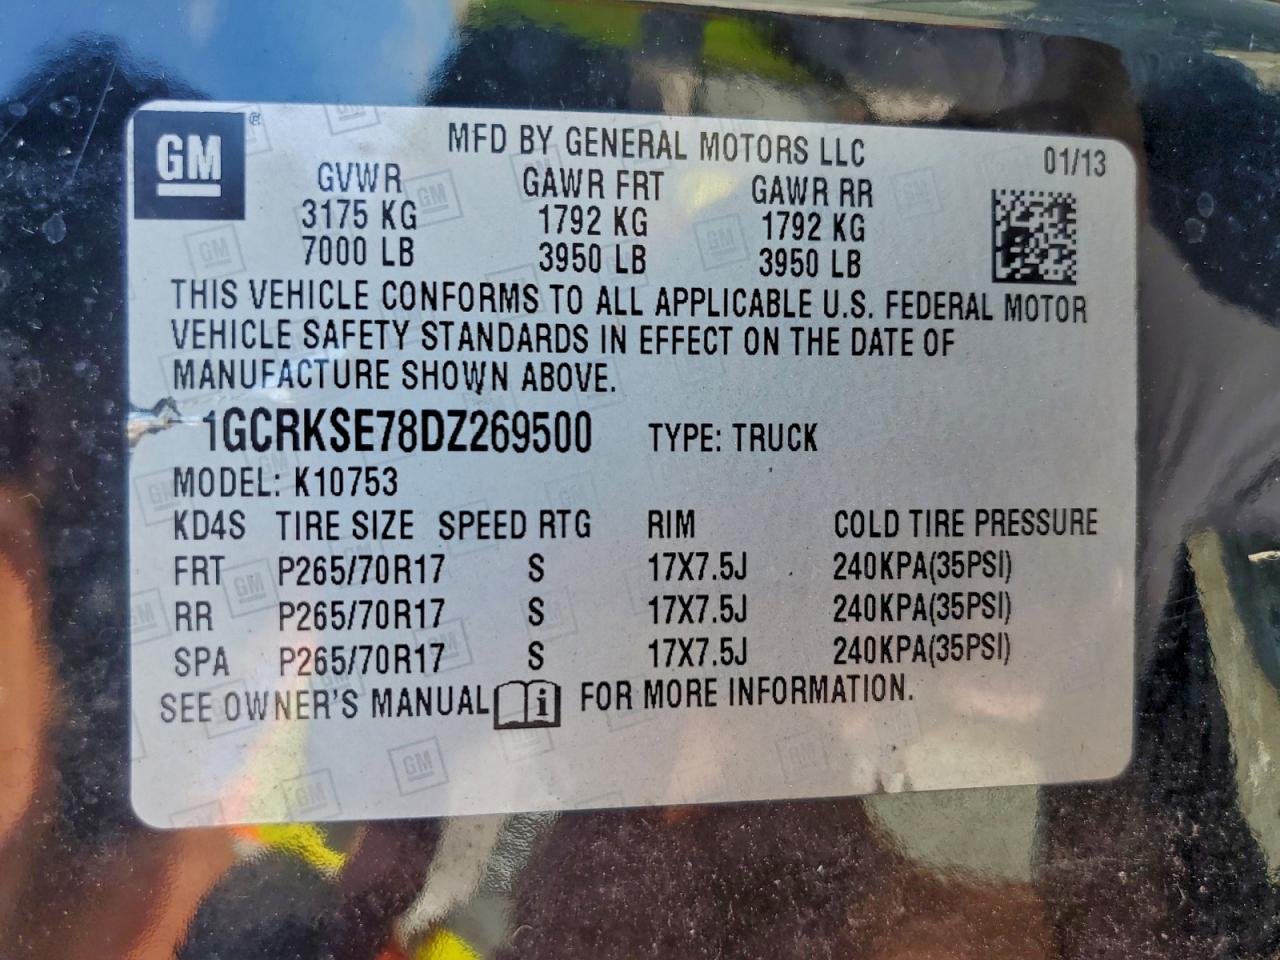 GM ®
MFD BY GENERAL MOTORS LLC 01/13
GVWR GAWR FRT GAWR RR
3175 KG 1792 KG 1792 KG
7000 LB 3950 LB 3950 LB
THIS VEHICLE CONFORMS TO ALL APPLICABLE U.S. FEDERAL MOTOR
VEHICLE SAFETY STANDARDS IN EFFECT ON THE DATE OF
MANUFACTURE SHOWN ABOVE.
1GCRKSE78DZ269500 TYPE: TRUCK
MODEL: K10753
KD4S TIRE SIZE SPEED RTG RIM COLD TIRE PRESSURE
FRT P265/70R17 S 17X7.5J 240KPA(35PSI)
RR P265/70R17 S 17X7.5J 240KPA(35PSI)
SPA P265/70R17 S 17X7.5J 240KPA(35PSI)
SEE OWNER'S MANUAL i FOR MORE INFORMATION.